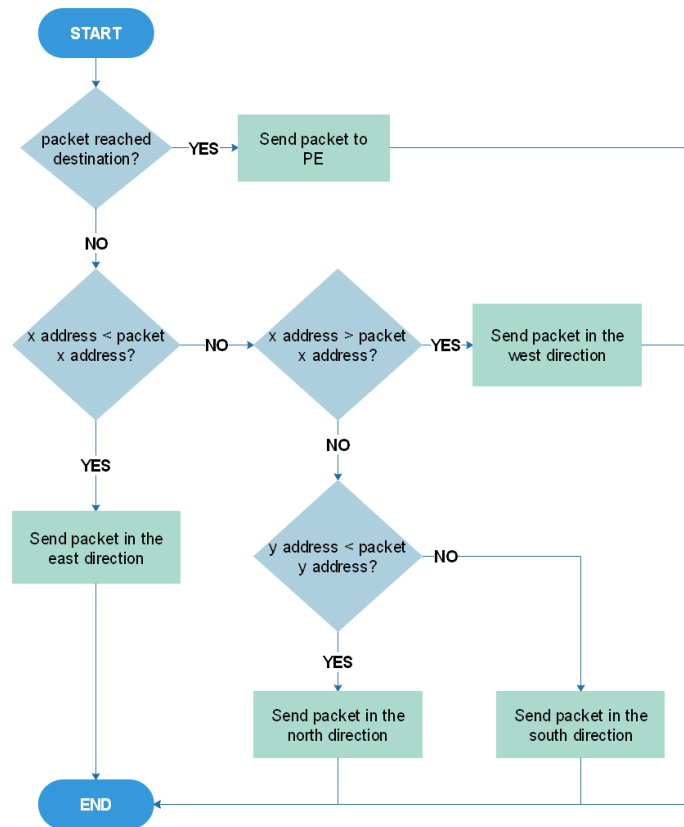 START
packet reached
destination?
YES
Send packet to
PE
NO
x address < packet
x address?
NO
x address > packet
x address?
YES
Send packet in the
west direction
YES
NO
Send packet in the
east direction
y address < packet
y address?
NO
YES
Send packet in the
north direction
Send packet in the
south direction
END